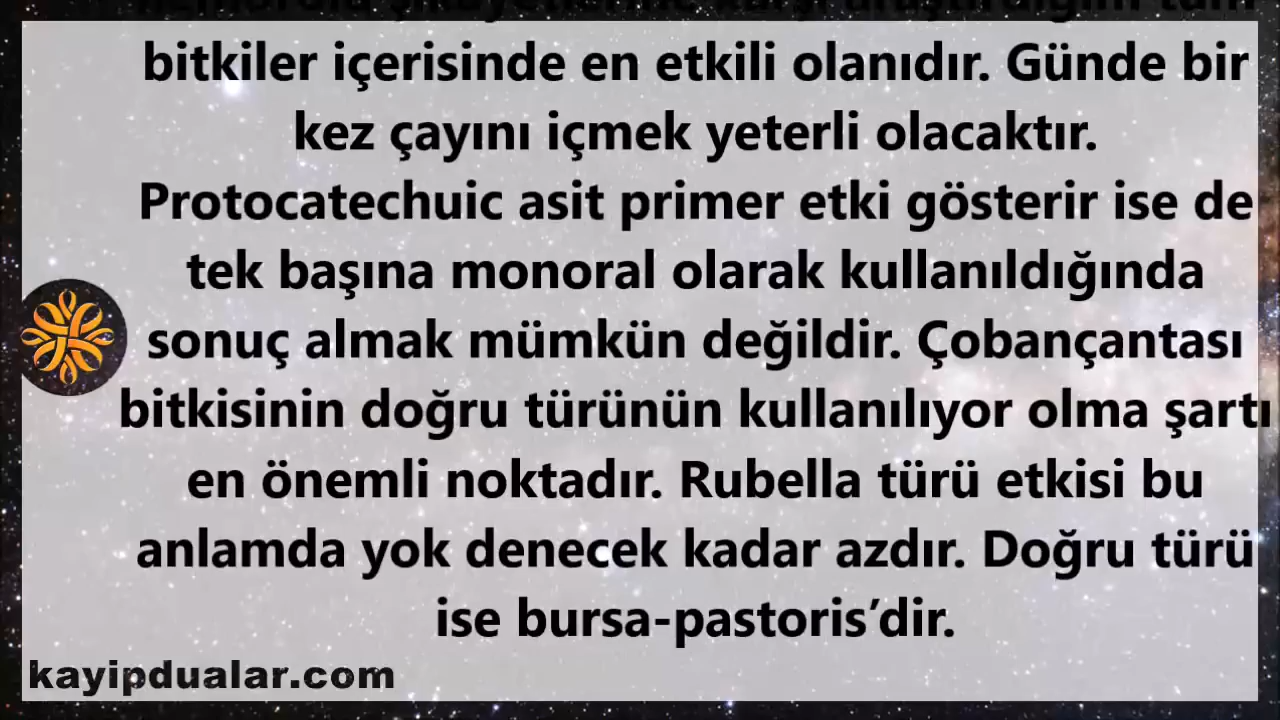 bitkiler içerisinde en etkili olanıdır. Günde bir
kez çayını içmek yeterli olacaktır.
Protocatechuic asit primer etki gösterir ise de
tek başına monoral olarak kullanıldığında
sonuç almak mümkün değildir. Çobançantası
bitkisinin doğru türünün kullanılıyor olma şartı
en önemli noktadır. Rubella türü etkisi bu
anlamda yok denecek kadar azdır. Doğru türü
ise bursa-pastoris’dir.
kayipdualar.com